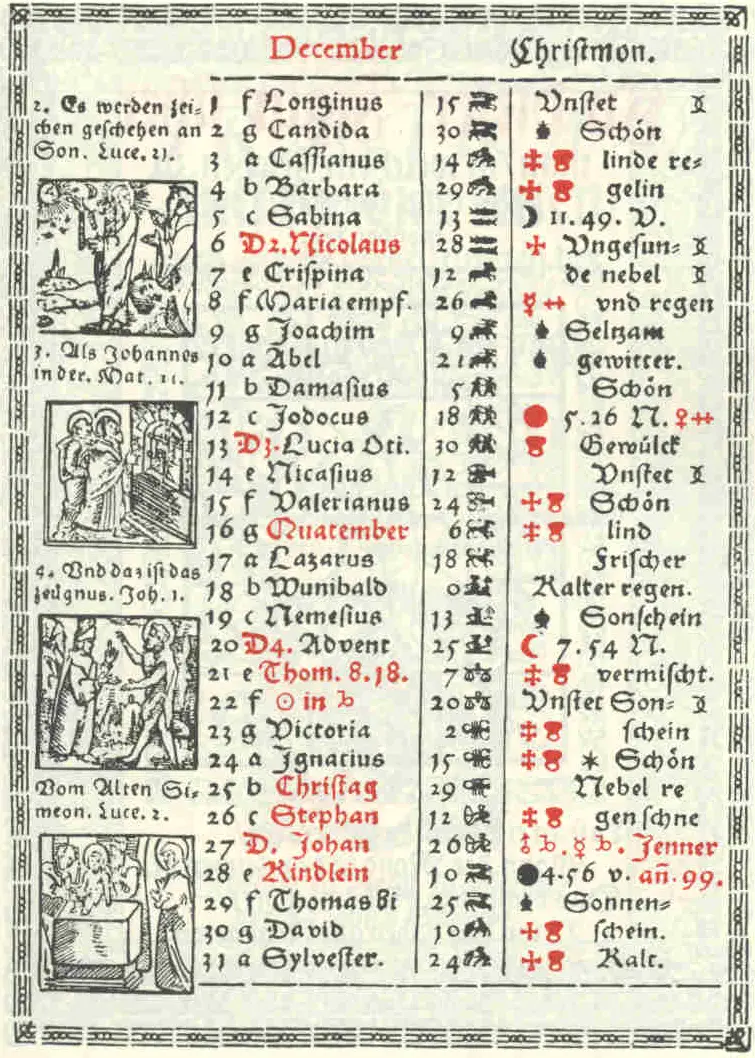 December Christmon.
2. Es werden zei=
chen geschehen an
Son. Luce. 21.
3. Als Johannes
in der. Mat. 11.
4. Vnd daz ist das
zeugnus. Joh. 1.
Vom Alten Si=
meon. Luce. 2.
1 f Longinus 15 Vnstet
2 g Candida 30 Schön
3 a Cassianus 14 linde re=
4 b Barbara 29 gelin
5 c Sabina 13 ☽ 11.49. V.
6 D2. Nicolaus 28 Vngesun=
7 e Crispina 12 de nebel
8 f Maria empf. 26 ☿ vnd regen
9 g Joachim 9 Seltzam
10 a Abel 21 gewitter.
11 b Damasius 5 Schön
12 c Jodocus 18 5.26 N. ♀
13 D3. Lucia Oti. 30 Gewülck
14 e Nicasius 12 Vnstet
15 f Valerianus 24 Schön
16 g Quatember 6 lind
17 a Lazarus 18 Frischer
18 b Wunibald 0 Kalter regen.
19 c Nemesius 13 Sonschein
20 D4. Advent 25 ☾ 7.54 N.
21 e Thom. 8.18. 7 vermischt.
22 f ☉ in ♑ 20 Vnstet Son=
23 g Victoria 2 schein
24 a Ignatius 15 ✶ Schön
25 b Christag 29 Nebel re
26 c Stephan 12 gen schne
27 D. Johan 26 Jenner
28 e Kindlein 10 ●4.56 v. añ. 99.
29 f Thomas Bi 25 Sonnen=
30 g David 10 schein.
31 a Sylvester. 24 Kalt.